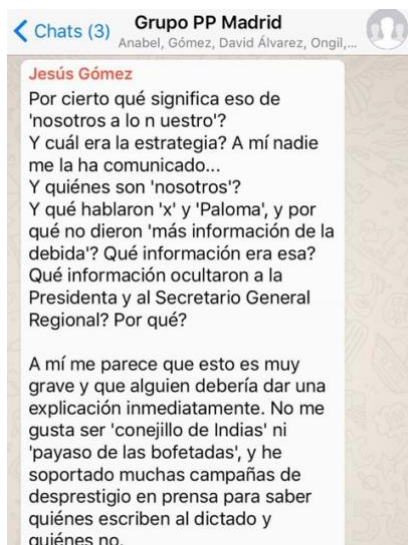 Chats (3)
Grupo PP Madrid
Anabel, Gómez, David Álvarez, Ongil,...
Jesús Gómez
Por cierto qué significa eso de
'nosotros a lo n uestro'?
Y cuál era la estrategia? A mí nadie
me la ha comunicado...
Y quiénes son 'nosotros'?
Y qué hablaron 'x' y 'Paloma', y por
qué no dieron 'más información de la
debida'? Qué información era esa?
Qué información ocultaron a la
Presidenta y al Secretario General
Regional? Por qué?
A mí me parece que esto es muy
grave y que alguien debería dar una
explicación inmediatamente. No me
gusta ser 'conejillo de Indias' ni
'payaso de las bofetadas', y he
soportado muchas campañas de
desprestigio en prensa para saber
quiénes escriben al dictado y
quiénes no.